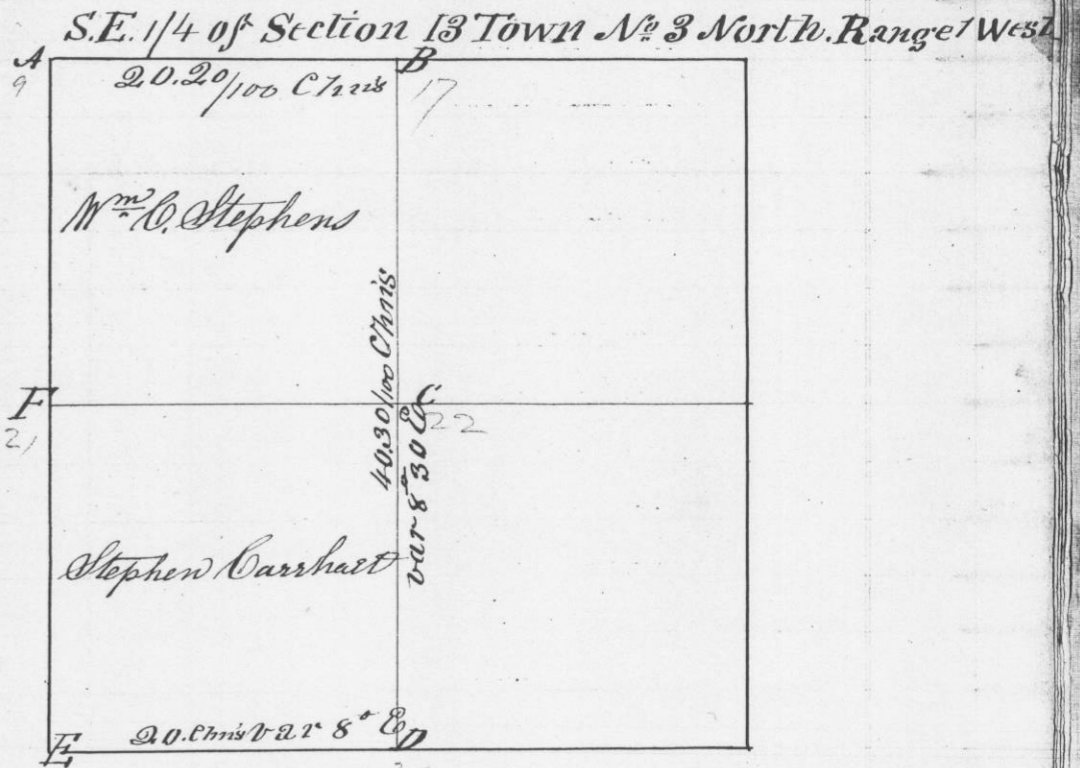 S.E. 1/4 of Section 13 Town No. 3 North. Range 1 West
A B
9 20.20/100 Chns 17
Wm. C. Stephens
40.30/100 Chns
F C
21 22
var 8° 30 E
Stephen Carrhart
20. Chns var 8° E
E D